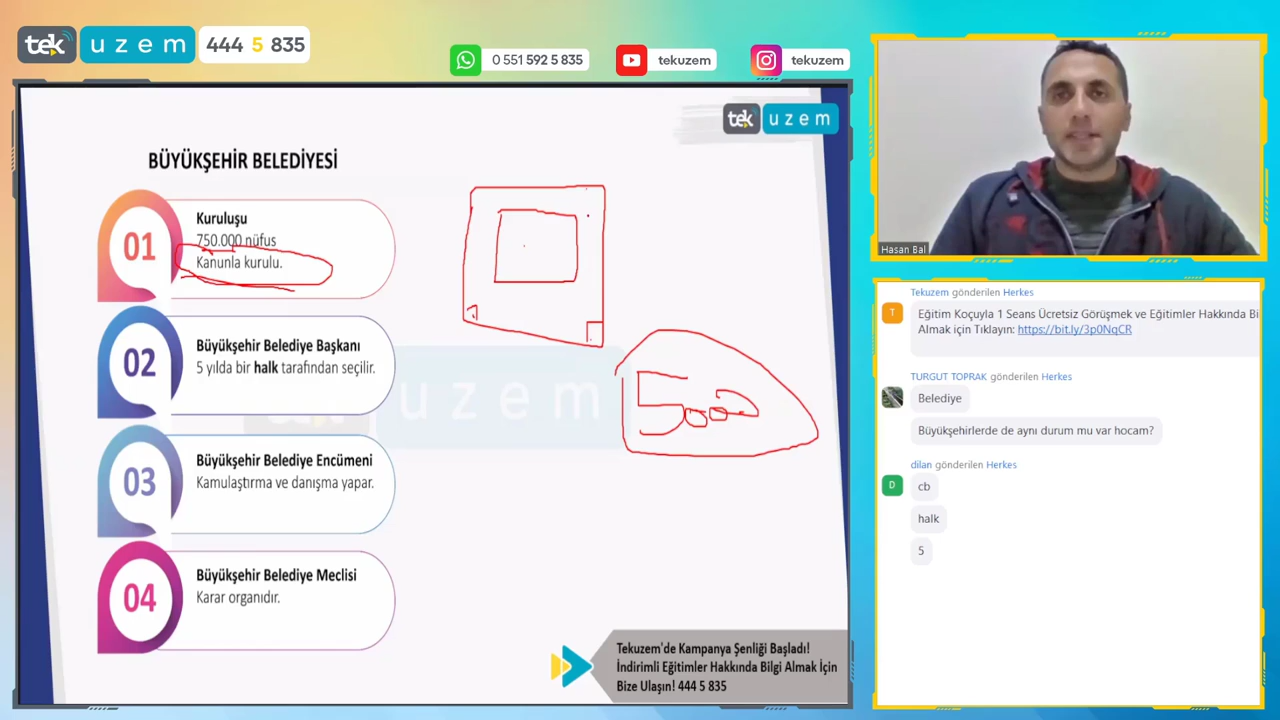 tek uzem 444 5 835
0 551 592 5 835
tekuzem
tekuzem
tek uzem
BÜYÜKŞEHİR BELEDİYESİ
01
Kuruluşu
750.000 nüfus
Kanunla kurulu.
02
Büyükşehir Belediye Başkanı
5 yılda bir halk tarafından seçilir.
03
Büyükşehir Belediye Encümeni
Kamulaştırma ve danışma yapar.
04
Büyükşehir Belediye Meclisi
Karar organıdır.
uzem
Tekuzem'de Kampanya Şenliği Başladı!
İndirimli Eğitimler Hakkında Bilgi Almak İçin
Bize Ulaşın! 444 5 835
Hasan Bal
Tekuzem gönderilen Herkes
T
Eğitim Koçuyla 1 Seans Ücretsiz Görüşmek ve Eğitimler Hakkında Bi
Almak için Tıklayın: https://bit.ly/3p0NqCR
TURGUT TOPRAK gönderilen Herkes
Belediye
Büyükşehirlerde de aynı durum mu var hocam?
dilan gönderilen Herkes
D
cb
halk
5